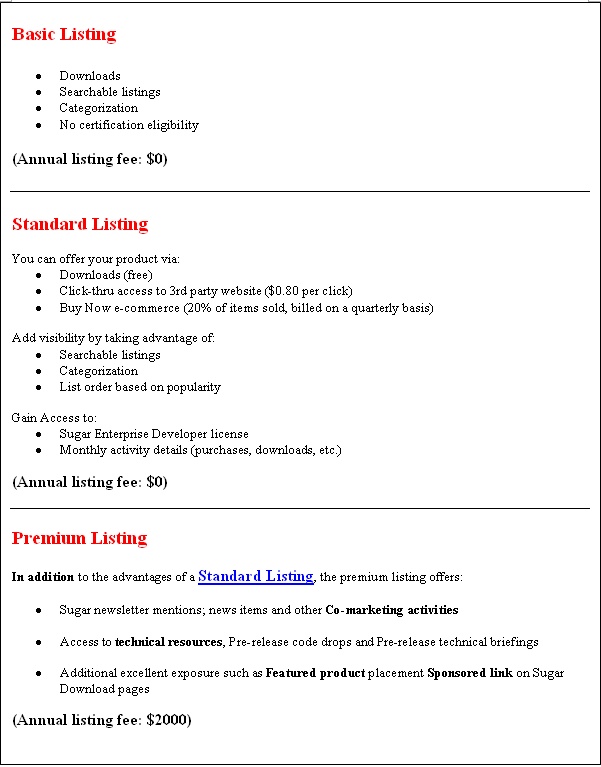 Basic Listing
• Downloads
• Searchable listings
• Categorization
• No certification eligibility
(Annual listing fee: $0)
Standard Listing
You can offer your product via:
• Downloads (free)
• Click-thru access to 3rd party website ($0.80 per click)
• Buy Now e-commerce (20% of items sold, billed on a quarterly basis)
Add visibility by taking advantage of:
• Searchable listings
• Categorization
• List order based on popularity
Gain Access to:
• Sugar Enterprise Developer license
• Monthly activity details (purchases, downloads, etc.)
(Annual listing fee: $0)
Premium Listing
In addition to the advantages of a Standard Listing, the premium listing offers:
• Sugar newsletter mentions; news items and other Co-marketing activities
• Access to technical resources, Pre-release code drops and Pre-release technical briefings
• Additional excellent exposure such as Featured product placement Sponsored link on Sugar
Download pages
(Annual listing fee: $2000)